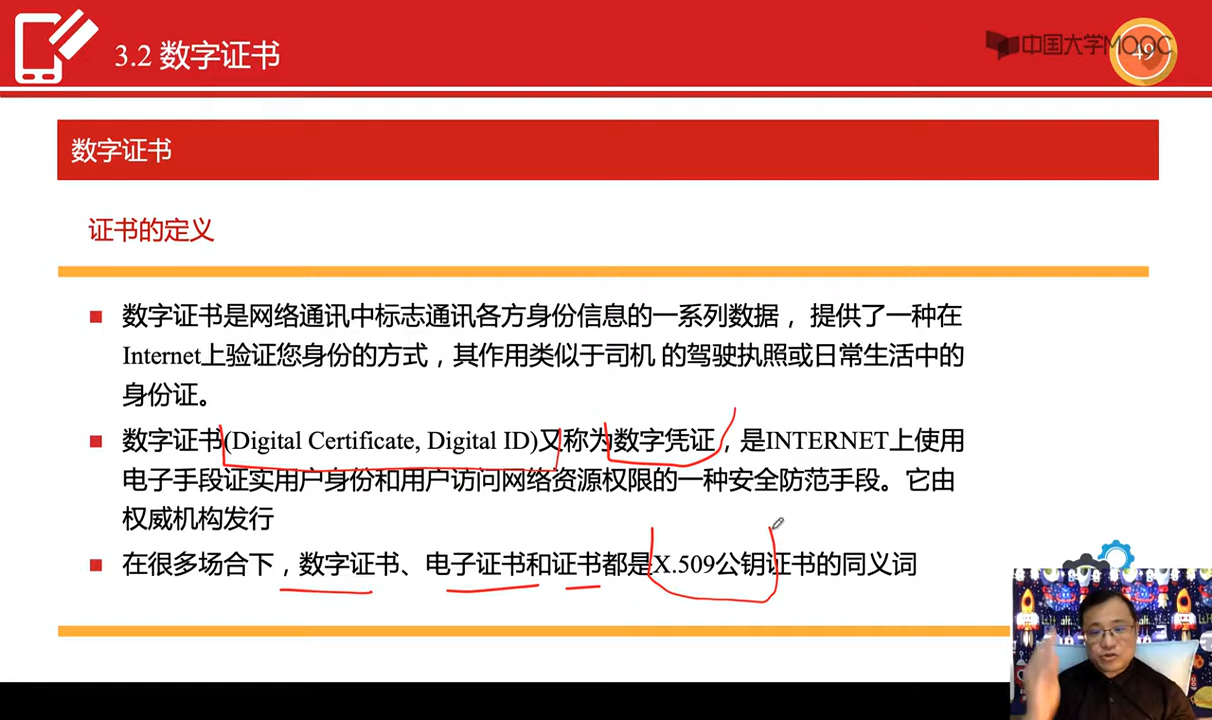 3.2 数字证书
中国大学MOOC
49
数字证书
证书的定义
数字证书是网络通讯中标志通讯各方身份信息的一系列数据， 提供了一种在
Internet上验证您身份的方式，其作用类似于司机 的驾驶执照或日常生活中的
身份证。
数字证书(Digital Certificate, Digital ID)又称为数字凭证，是INTERNET上使用
电子手段证实用户身份和用户访问网络资源权限的一种安全防范手段。它由
权威机构发行
在很多场合下，数字证书、电子证书和证书都是X.509公钥证书的同义词